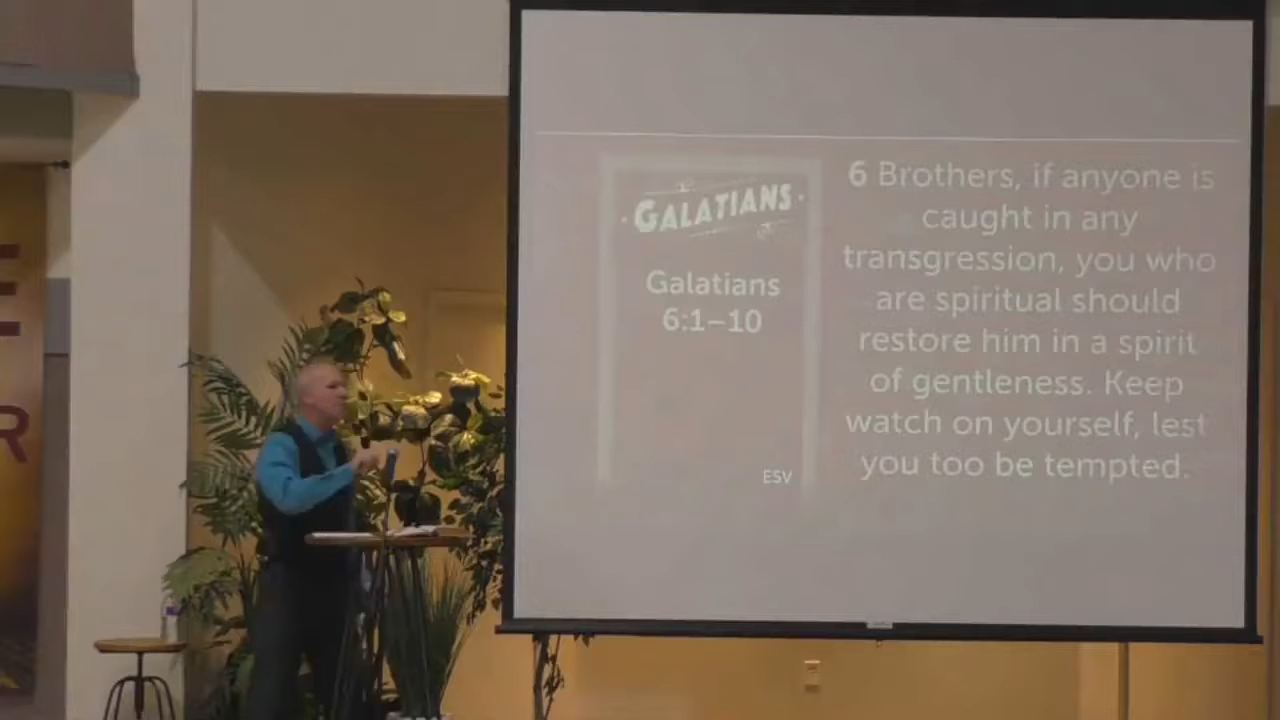 GALATIANS
Galatians
6:1–10
ESV
6 Brothers, if anyone is
caught in any
transgression, you who
are spiritual should
restore him in a spirit
of gentleness. Keep
watch on yourself, lest
you too be tempted.
R